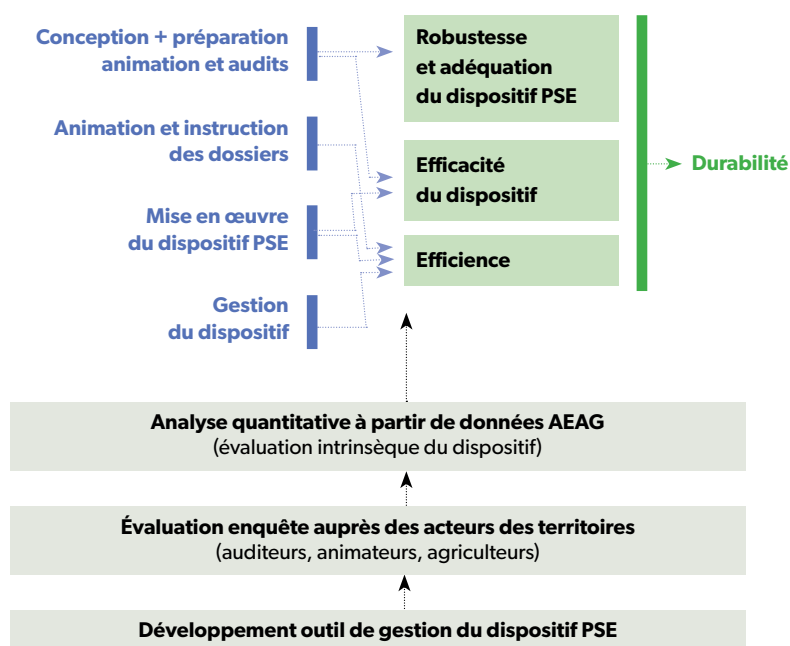 Conception + préparation
animation et audits
Animation et instruction
des dossiers
Mise en œuvre
du dispositif PSE
Gestion
du dispositif
Robustesse
et adéquation
du dispositif PSE
Efficacité
du dispositif
Efficience
Durabilité
Analyse quantitative à partir de données AEAG
(évaluation intrinsèque du dispositif)
Évaluation enquête auprès des acteurs des territoires
(auditeurs, animateurs, agriculteurs)
Développement outil de gestion du dispositif PSE